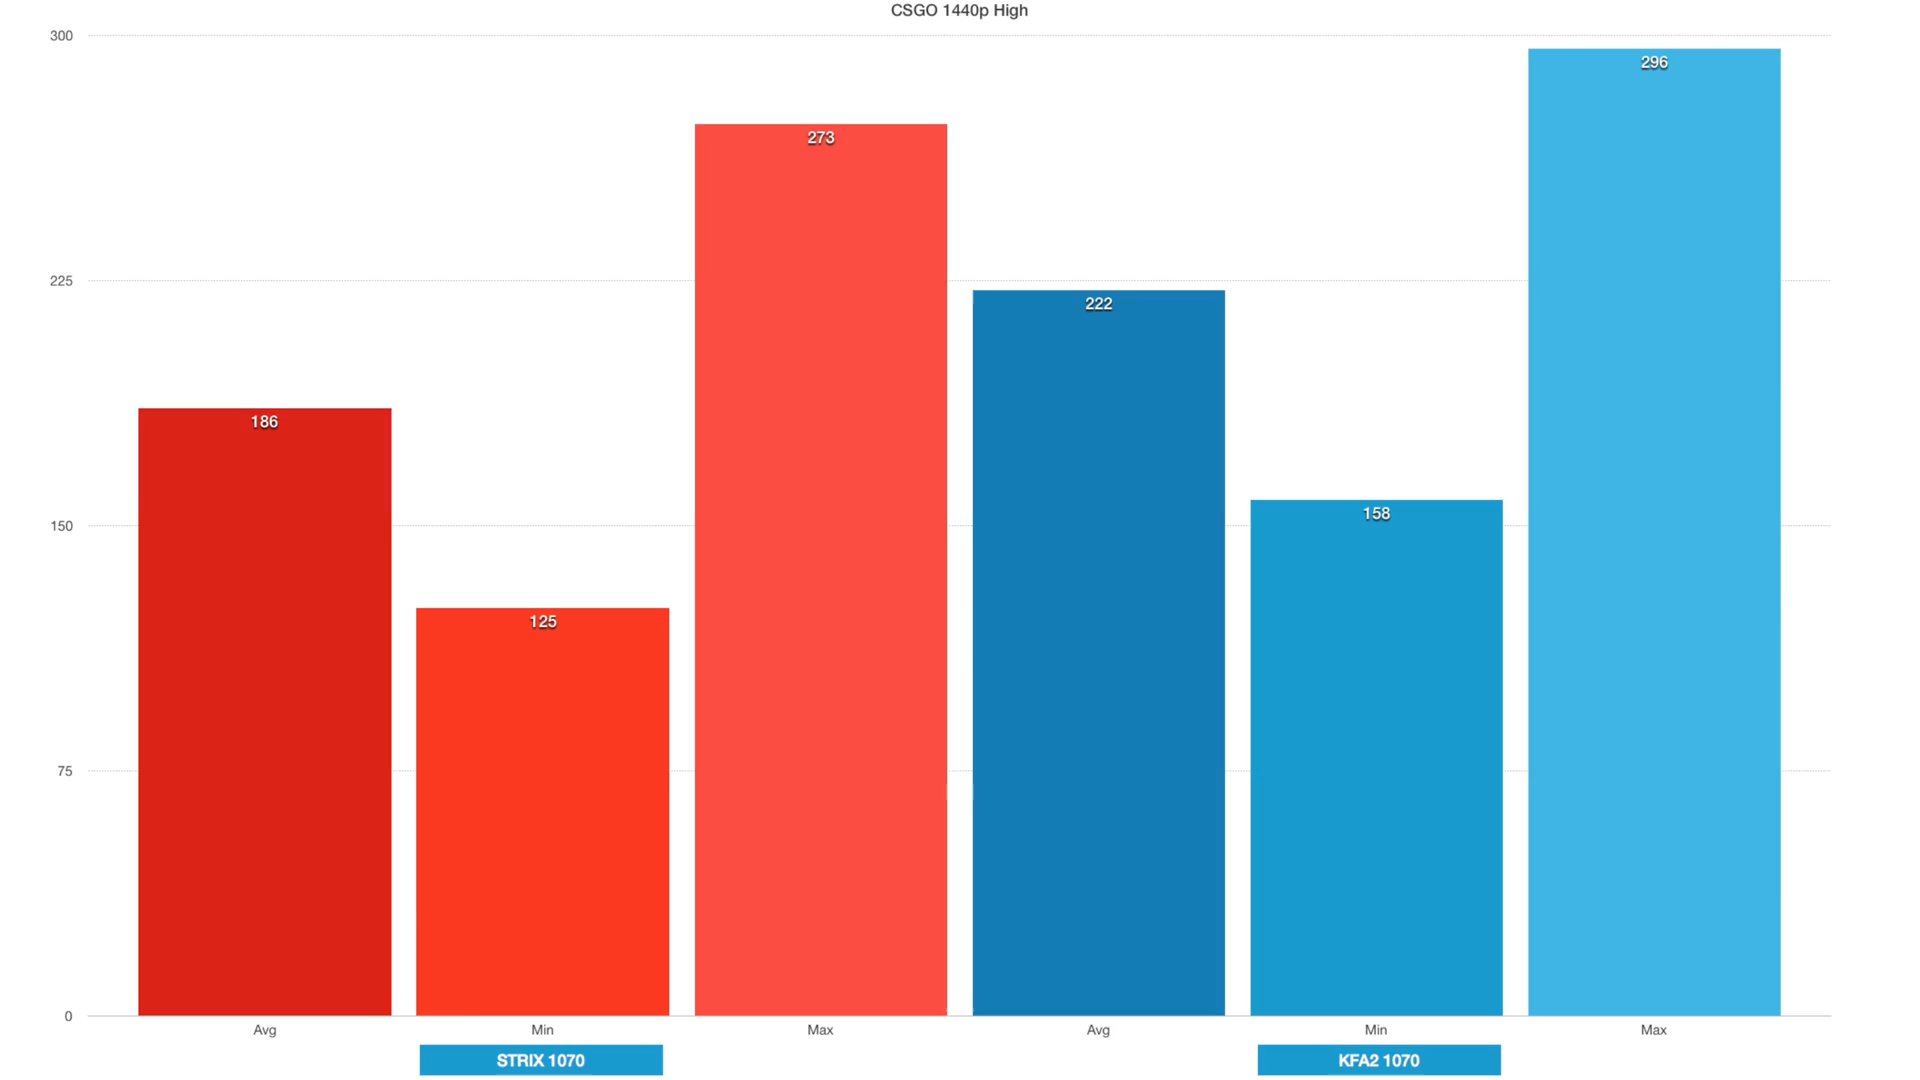 CSGO 1440p High
300
225
150
75
0
186
125
273
222
158
296
Avg
Min
Max
Avg
Min
Max
STRIX 1070
KFA2 1070